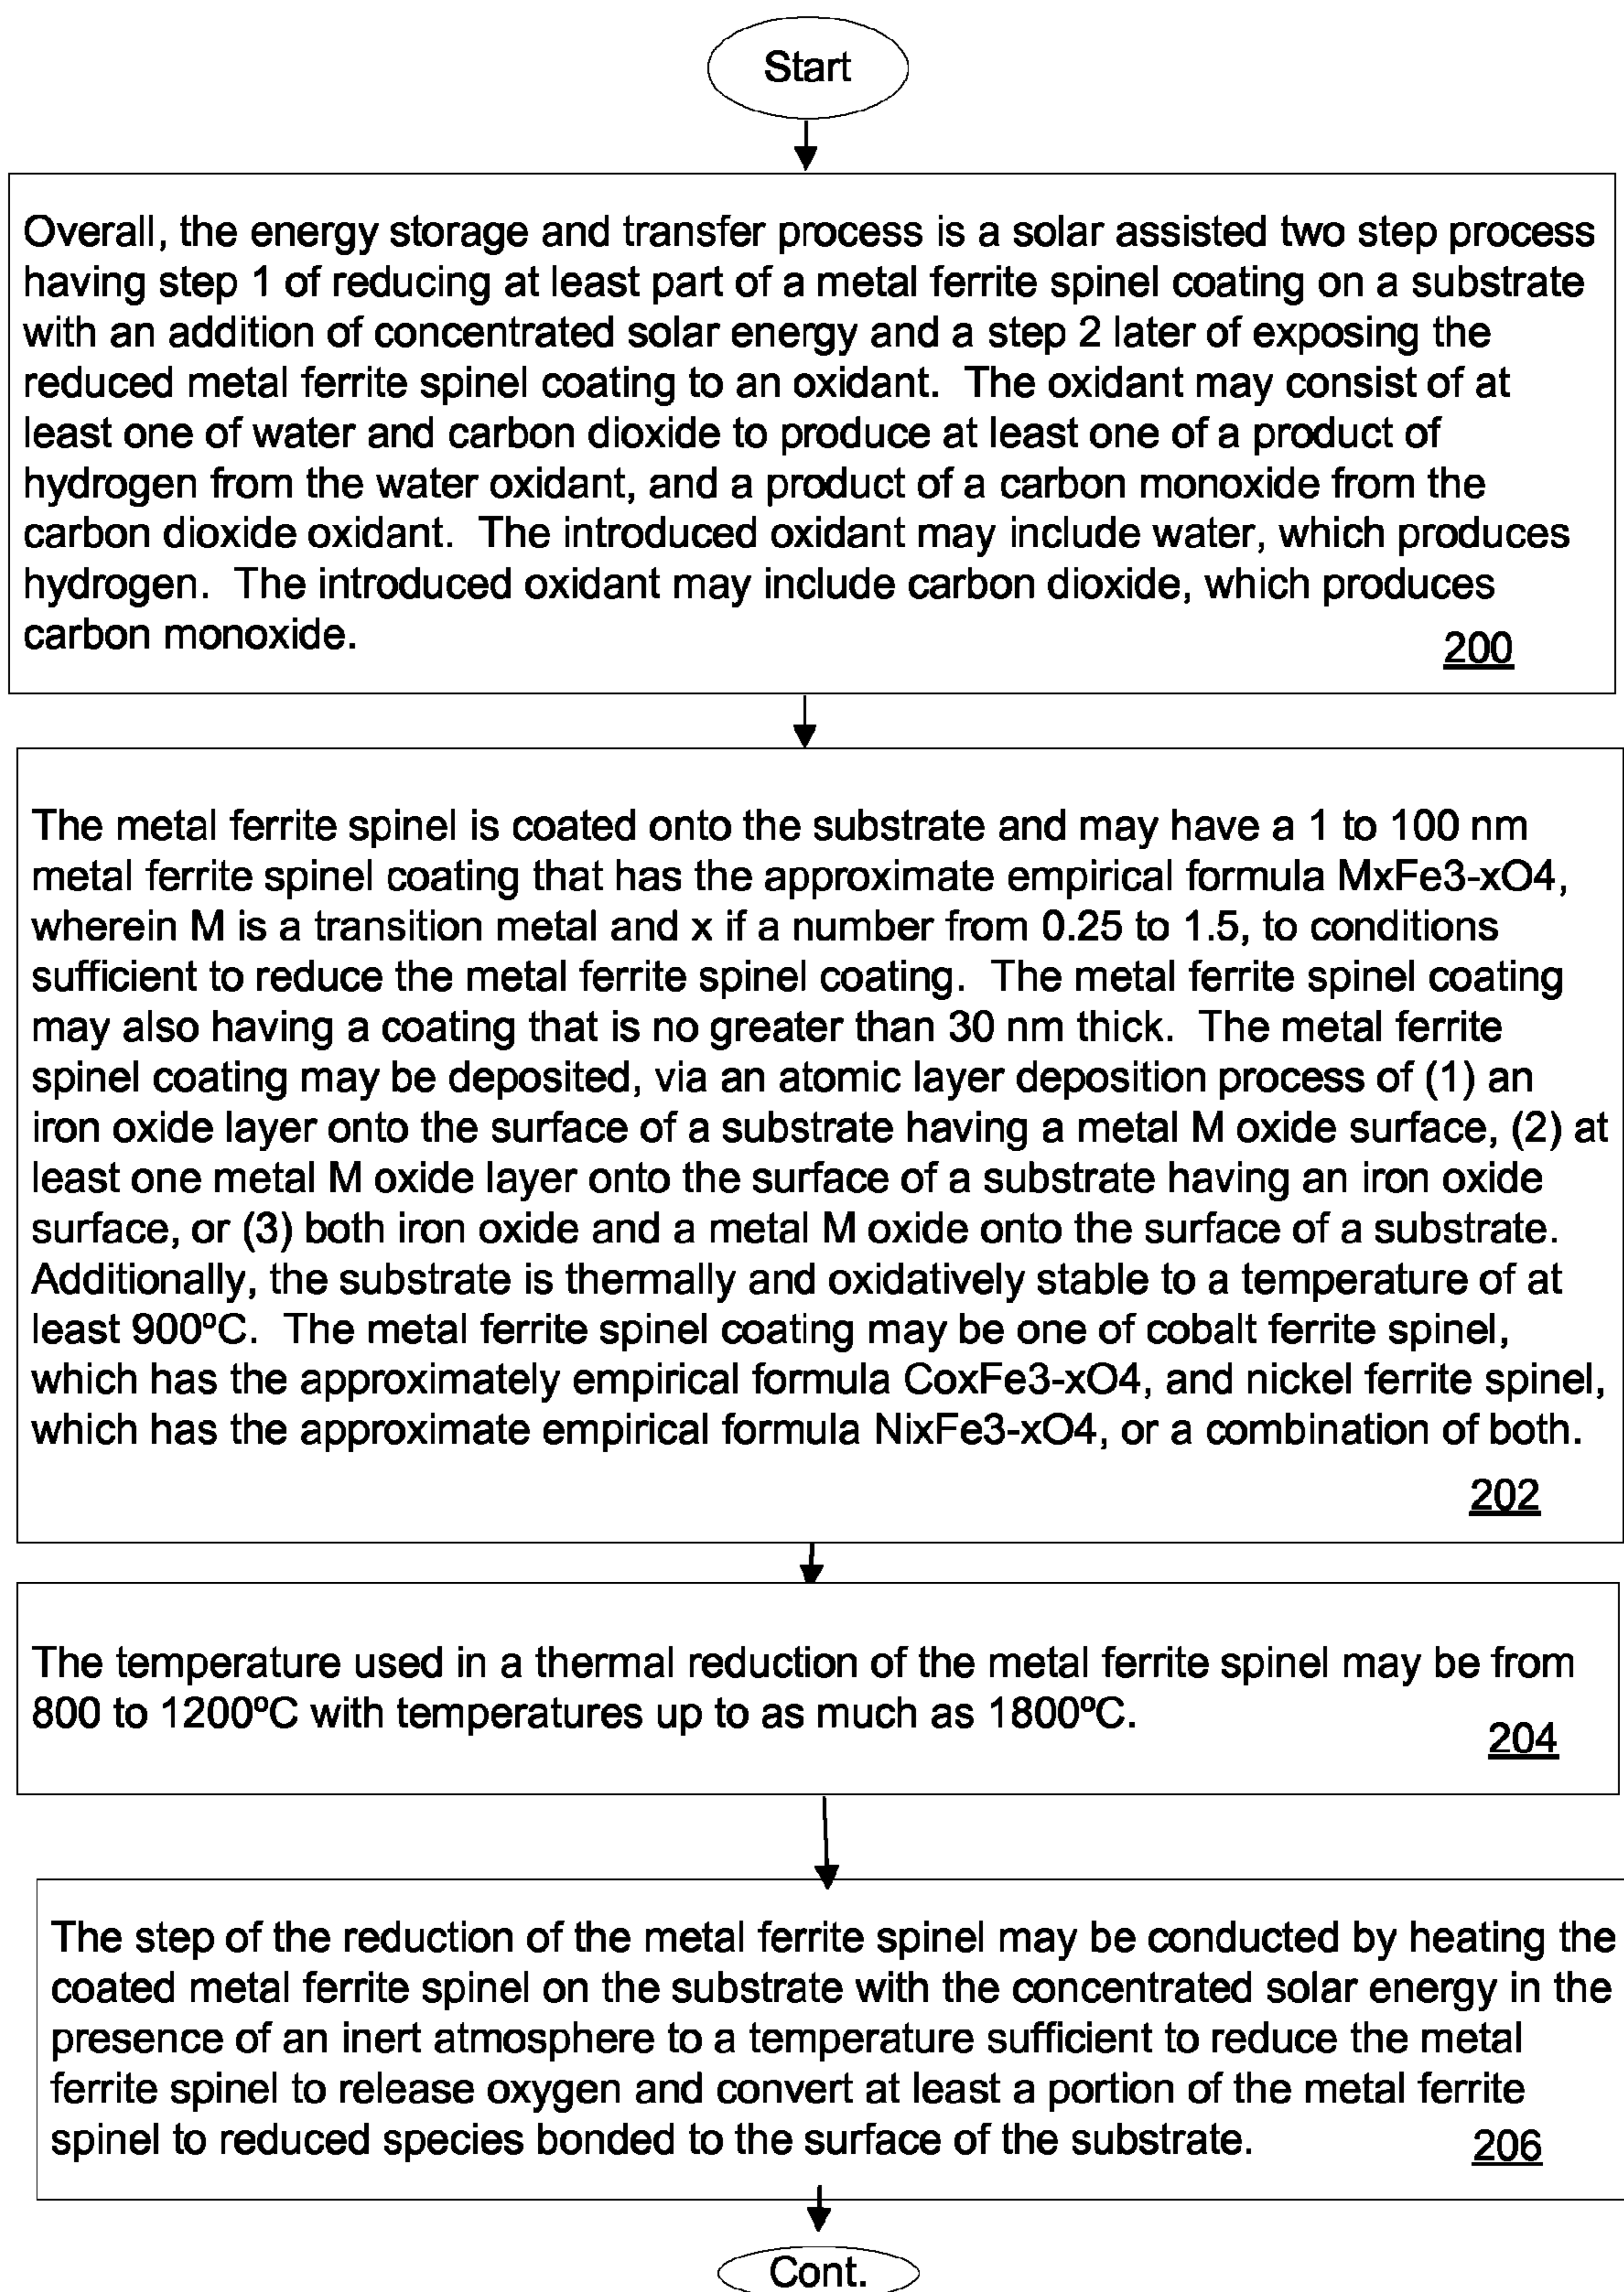 Start
Overall, the energy storage and transfer process is a solar assisted two step process
having step 1 of reducing at least part of a metal ferrite spinel coating on a substrate
with an addition of concentrated solar energy and a step 2 later of exposing the
reduced metal ferrite spinel coating to an oxidant.  The oxidant may consist of at
least one of water and carbon dioxide to produce at least one of a product of
hydrogen from the water oxidant, and a product of a carbon monoxide from the
carbon dioxide oxidant.  The introduced oxidant may include water, which produces
hydrogen.  The introduced oxidant may include carbon dioxide, which produces
carbon monoxide.
200
The metal ferrite spinel is coated onto the substrate and may have a 1 to 100 nm
metal ferrite spinel coating that has the approximate empirical formula MxFe3-xO4,
wherein M is a transition metal and x if a number from 0.25 to 1.5, to conditions
sufficient to reduce the metal ferrite spinel coating.  The metal ferrite spinel coating
may also having a coating that is no greater than 30 nm thick.  The metal ferrite
spinel coating may be deposited, via an atomic layer deposition process of (1) an
iron oxide layer onto the surface of a substrate having a metal M oxide surface, (2) at
least one metal M oxide layer onto the surface of a substrate having an iron oxide
surface, or (3) both iron oxide and a metal M oxide onto the surface of a substrate.
Additionally, the substrate is thermally and oxidatively stable to a temperature of at
least 900ºC.  The metal ferrite spinel coating may be one of cobalt ferrite spinel,
which has the approximately empirical formula CoxFe3-xO4, and nickel ferrite spinel,
which has the approximate empirical formula NixFe3-xO4, or a combination of both.
202
The temperature used in a thermal reduction of the metal ferrite spinel may be from
800 to 1200ºC with temperatures up to as much as 1800ºC.
204
The step of the reduction of the metal ferrite spinel may be conducted by heating the
coated metal ferrite spinel on the substrate with the concentrated solar energy in the
presence of an inert atmosphere to a temperature sufficient to reduce the metal
ferrite spinel to release oxygen and convert at least a portion of the metal ferrite
spinel to reduced species bonded to the surface of the substrate.
206
Cont.